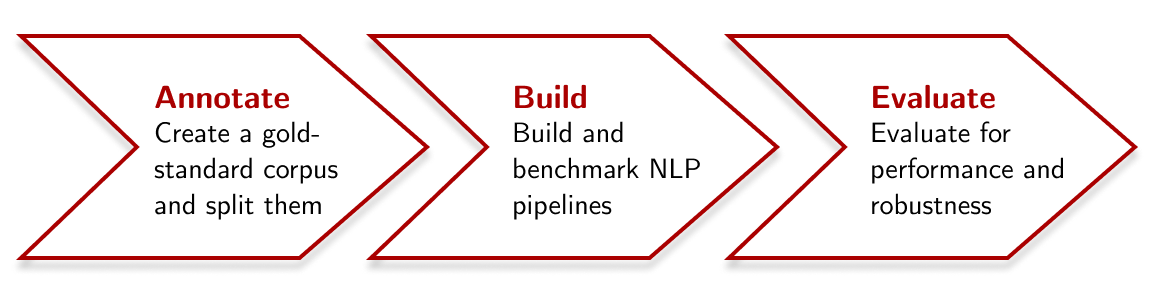 Annotate
Create a gold-
standard corpus
and split them
Build
Build and
benchmark NLP
pipelines
Evaluate
Evaluate for
performance and
robustness